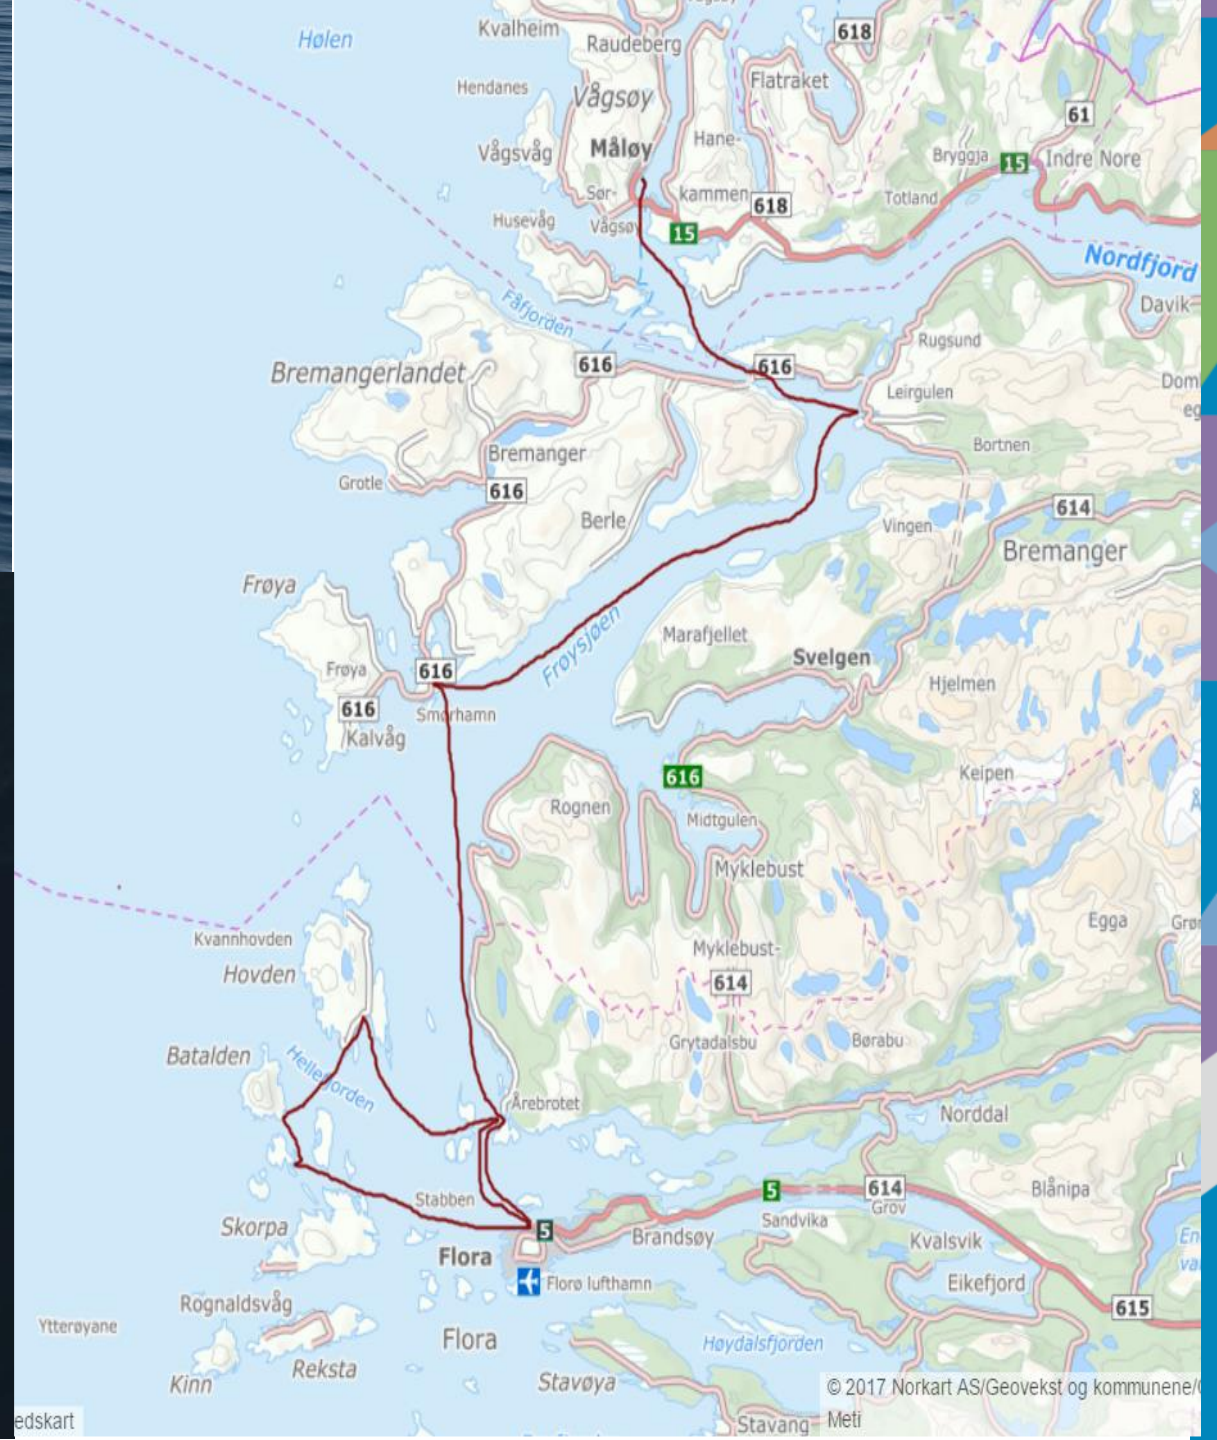 Kvalheim
618
Hølen
Raudeberg
Flatraket
Hendanes
Vågsøy
61
Måløy
Hane-
Vågsvåg
Bryggja
15
Indre Nore
Sør-
kammen
618
Totland
Husevåg
Vågsøy
15
Nordfjord
Fåfjorden
Davik
Rugsund
616
616
Bremangerlandet
Leirgulen
Dom
eg
Bortnen
Bremanger
Grotle
616
614
Berle
Vingen
Bremanger
Frøya
Frøysjøen
Marafjellet
Svelgen
Frøya
616
Hjelmen
616
Smørhamn
Kalvåg
616
Keipen
Rognen
Midtgulen
Myklebust
Egga
Kvannhovden
Myklebust-
Hovden
614
Batalden
Grytadalsbu
Børabu
Hellefjorden
Årebrotet
Norddal
Stabben
5
614
Blånipa
Grov
Skorpa
Sandvika
5
Brandsøy
Kvalsvik
Flora
Florø lufthamn
Eikefjord
Rognaldsvåg
615
Ytterøyane
Flora
Høydalsfjorden
Reksta
Kinn
Stavøya
© 2017 Norkart AS/Geovekst og kommunene/
edskart
Stavang
Meti